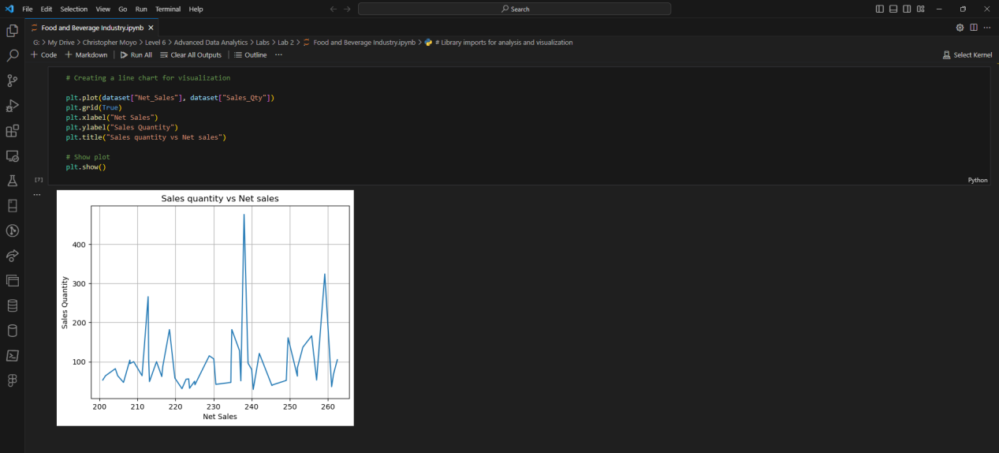 File Edit Selection View Go Run Terminal Help
Search
Food and Beverage Industry.ipynb
G: > My Drive > Christopher Moyo > Level 6 > Advanced Data Analytics > Labs > Lab 2 > Food and Beverage Industry.ipynb > # Library imports for analysis and visualization
+ Code + Markdown Run All Clear All Outputs Outline ···
Select Kernel
# Creating a line chart for visualization
plt.plot(dataset["Net_Sales"], dataset["Sales_Qty"])
plt.grid(True)
plt.xlabel("Net Sales")
plt.ylabel("Sales Quantity")
plt.title("Sales quantity vs Net sales")
# Show plot
plt.show()
[7]
Python
Sales quantity vs Net sales
Sales Quantity
400
300
200
100
200 210 220 230 240 250 260
Net Sales